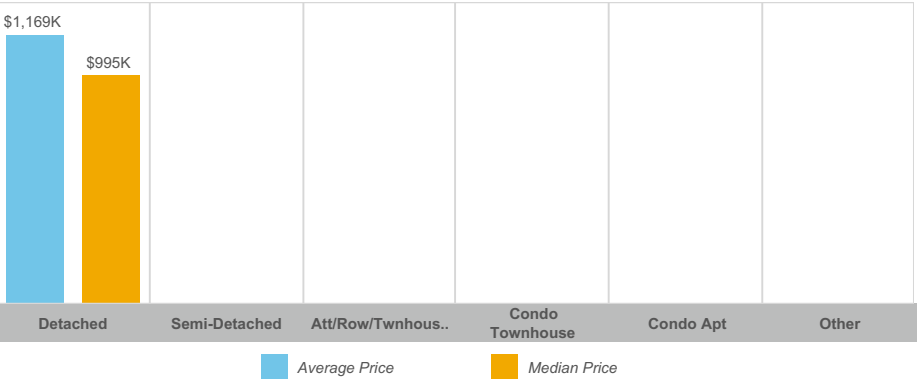 $1,169K
$995K
Detached
Semi-Detached
Att/Row/Twnhous..
Condo
Townhouse
Condo Apt
Other
Average Price
Median Price